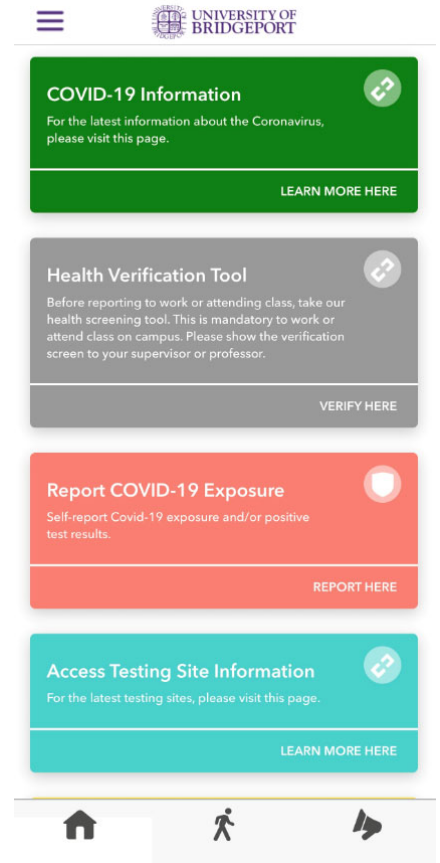 UNIVERSITY OF
BRIDGEPORT
COVID-19 Information
For the latest information about the Coronavirus,
please visit this page.
LEARN MORE HERE
Health Verification Tool
Before reporting to work or attending class, take our
health screening tool. This is mandatory to work or
attend class on campus. Please show the verification
screen to your supervisor or professor.
VERIFY HERE
Report COVID-19 Exposure
Self-report Covid-19 exposure and/or positive
test results.
REPORT HERE
Access Testing Site Information
For the latest testing sites, please visit this page.
LEARN MORE HERE